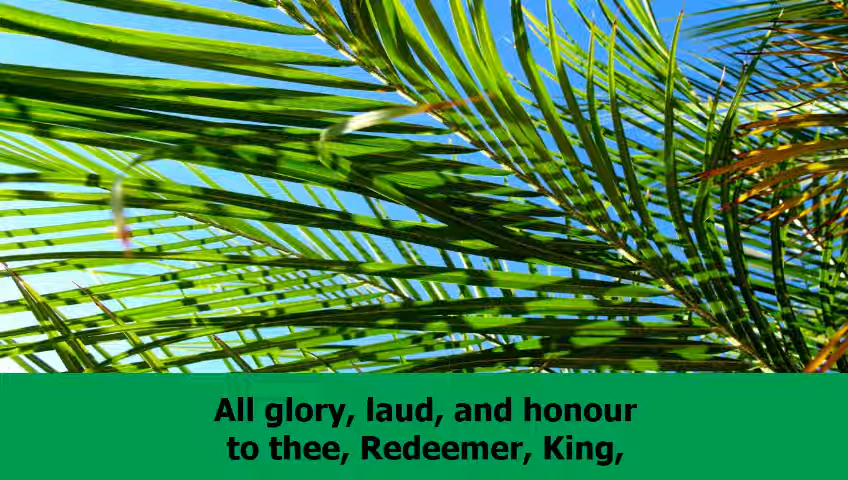 All glory, laud, and honour
to thee, Redeemer, King,